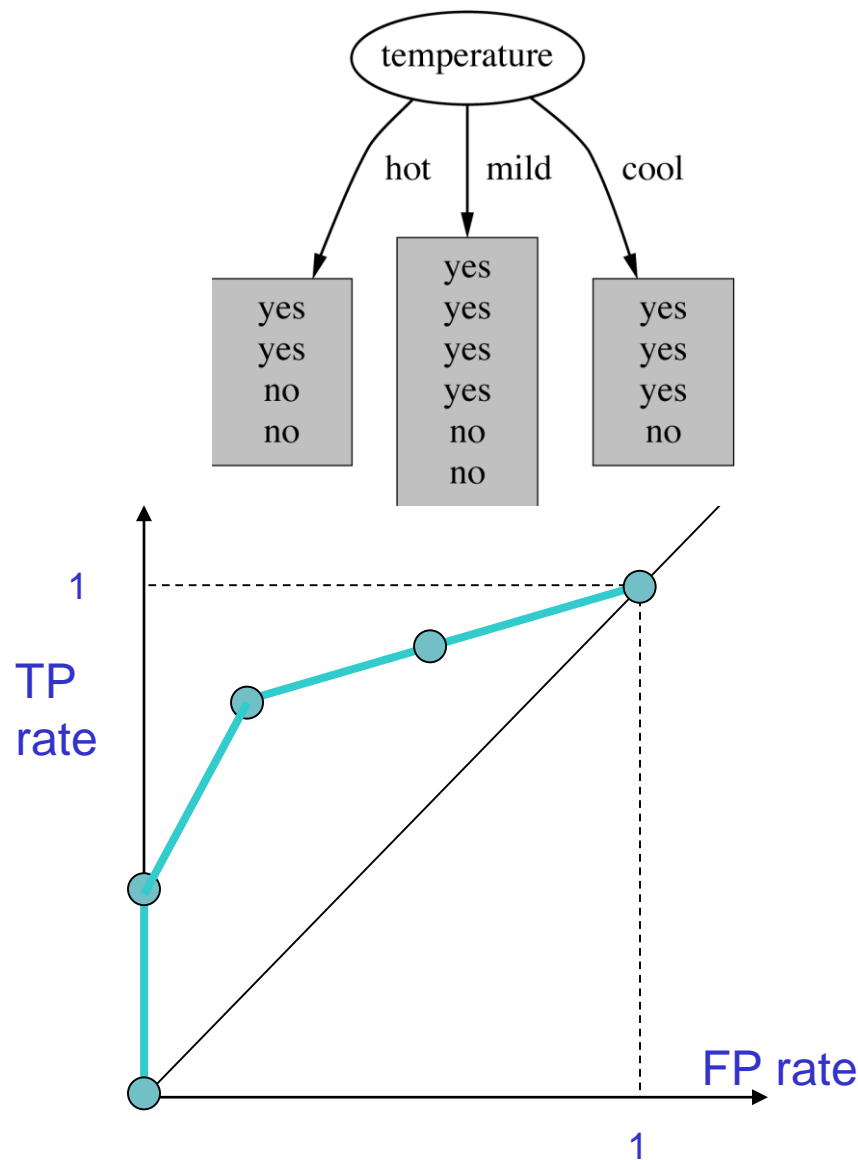 temperature
hot mild cool
yes
yes
no
no
yes
yes
yes
yes
no
no
yes
yes
yes
no
1
TP
rate
FP rate
1